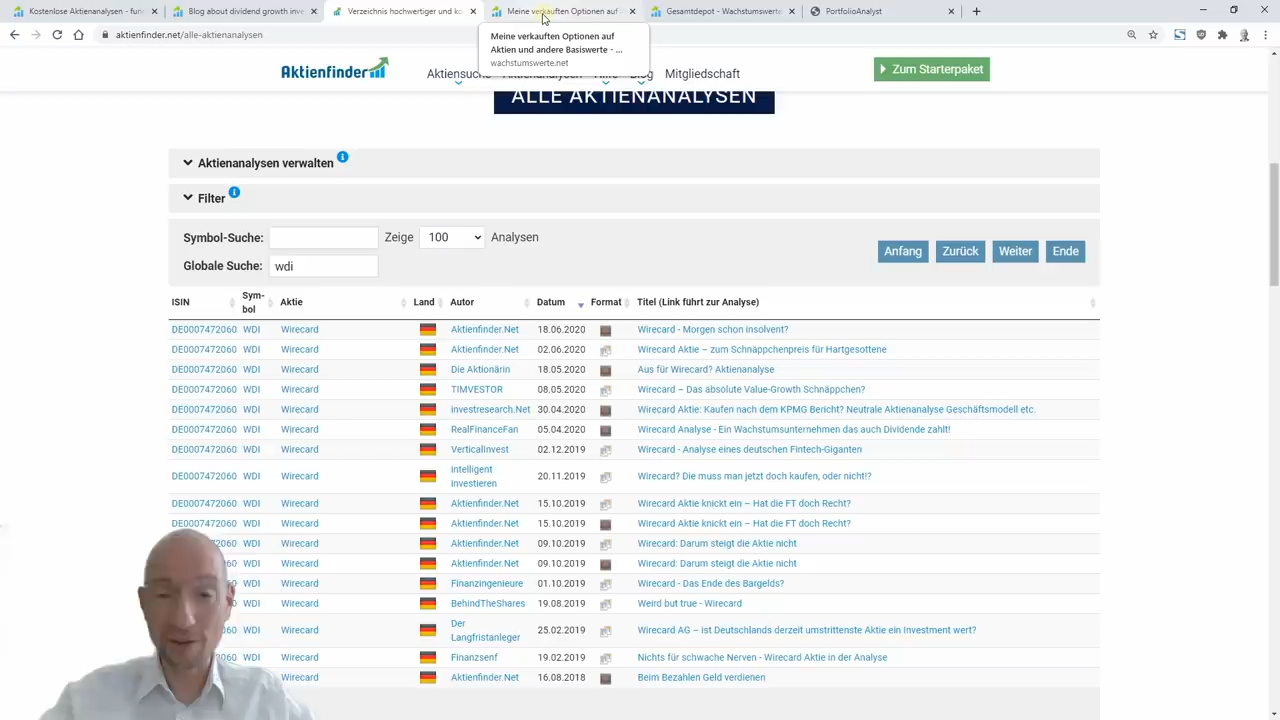 Kostenlose Aktienanalysen - fun
Blog about dividend growth inve
Verzeichnis hochwertiger und ko
Meine verkauften Optionen auf
Gesamtdepot - Wachstumswerte
PortfolioAnalyst
aktienfinder.net/alle-aktienanalysen
Meine verkauften Optionen auf
Aktien und andere Basiswerte - ...
wachstumswerte.net
Aktienfinder
Mitgliedschaft
Zum Starterpaket
ALLE AKTIENANALYSEN
Aktienanalysen verwalten
Filter
Symbol-Suche: Zeige 100 Analysen
Globale Suche: wdi
Anfang Zurück Weiter Ende
ISIN Sym-bol Aktie Land Autor Datum Format Titel (Link führt zur Analyse)
DE0007472060 WDI Wirecard Aktienfinder.Net 18.06.2020 Wirecard - Morgen schon insolvent?
DE0007472060 WDI Wirecard Aktienfinder.Net 02.06.2020 Wirecard Aktie – zum Schnäppchenpreis für Hartgesottene
DE0007472060 WDI Wirecard Die Aktionärin 18.05.2020 Aus für Wirecard? Aktienanalyse
DE0007472060 WDI Wirecard TIMVESTOR 08.05.2020 Wirecard – Das absolute Value-Growth Schnäppchen?
DE0007472060 WDI Wirecard investresearch.Net 30.04.2020 Wirecard Aktie: Kaufen nach dem KPMG Bericht? Neutrale Aktienanalyse Geschäftsmodell etc.
DE0007472060 WDI Wirecard RealFinanceFan 05.04.2020 Wirecard Analyse - Ein Wachstumsunternehmen das auch Dividende zahlt!
DE0007472060 WDI Wirecard VerticalInvest 02.12.2019 Wirecard - Analyse eines deutschen Fintech-Giganten
DE0007472060 WDI Wirecard intelligent Investieren 20.11.2019 Wirecard? Die muss man jetzt doch kaufen, oder nicht!?
DE0007472060 WDI Wirecard Aktienfinder.Net 15.10.2019 Wirecard Aktie knickt ein – Hat die FT doch Recht?
DE0007472060 WDI Wirecard Aktienfinder.Net 15.10.2019 Wirecard Aktie knickt ein – Hat die FT doch Recht?
060 WDI Wirecard Aktienfinder.Net 09.10.2019 Wirecard: Darum steigt die Aktie nicht
060 WDI Wirecard Aktienfinder.Net 09.10.2019 Wirecard: Darum steigt die Aktie nicht
WDI Wirecard Finanzingenieure 01.10.2019 Wirecard - Das Ende des Bargelds?
WDI Wirecard BehindTheShares 19.08.2019 Weird but true - Wirecard
060 WDI Wirecard Der Langfristanleger 25.02.2019 Wirecard AG – ist Deutschlands derzeit umstrittenste Aktie ein Investment wert?
2060 WDI Wirecard Finanzsenf 19.02.2019 Nichts für schwache Nerven - Wirecard Aktie in der Analyse
Wirecard Aktienfinder.Net 16.08.2018 Beim Bezahlen Geld verdienen